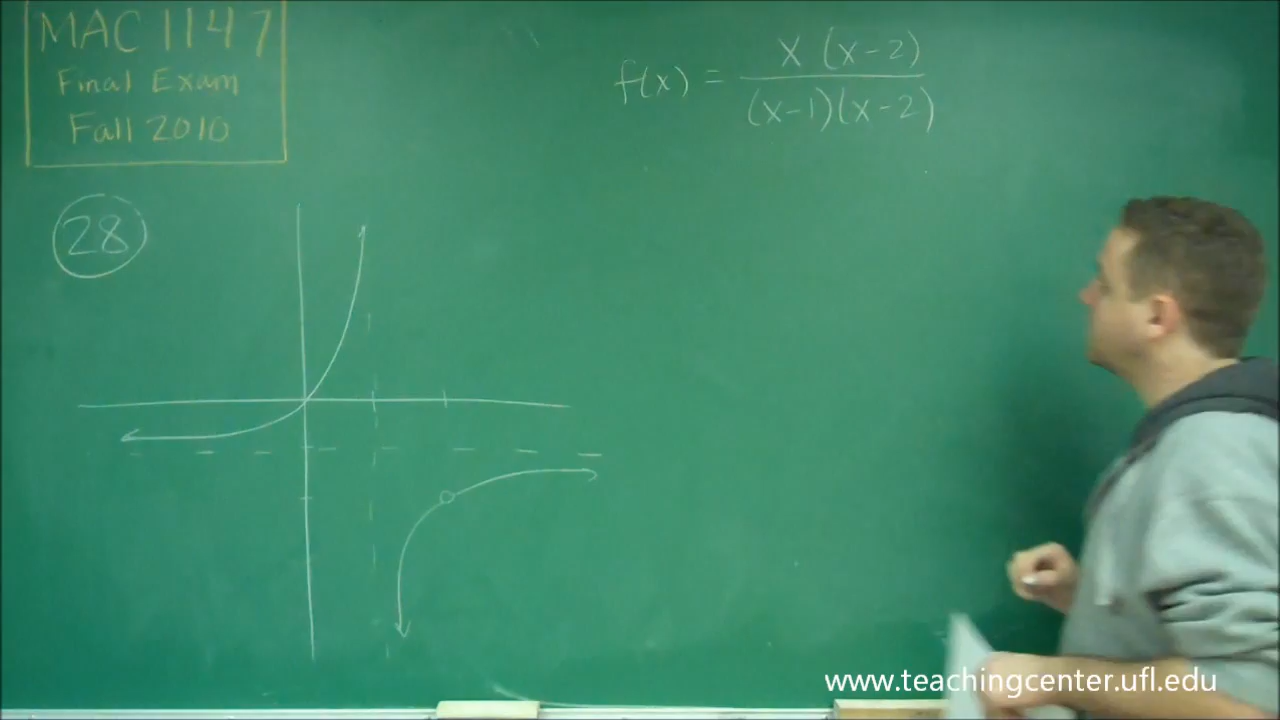 MAC 1147
Final Exam
Fall 2010
f(x) = x (x-2)
(x-1)(x-2)
28
www.teachingcenter.ufl.edu